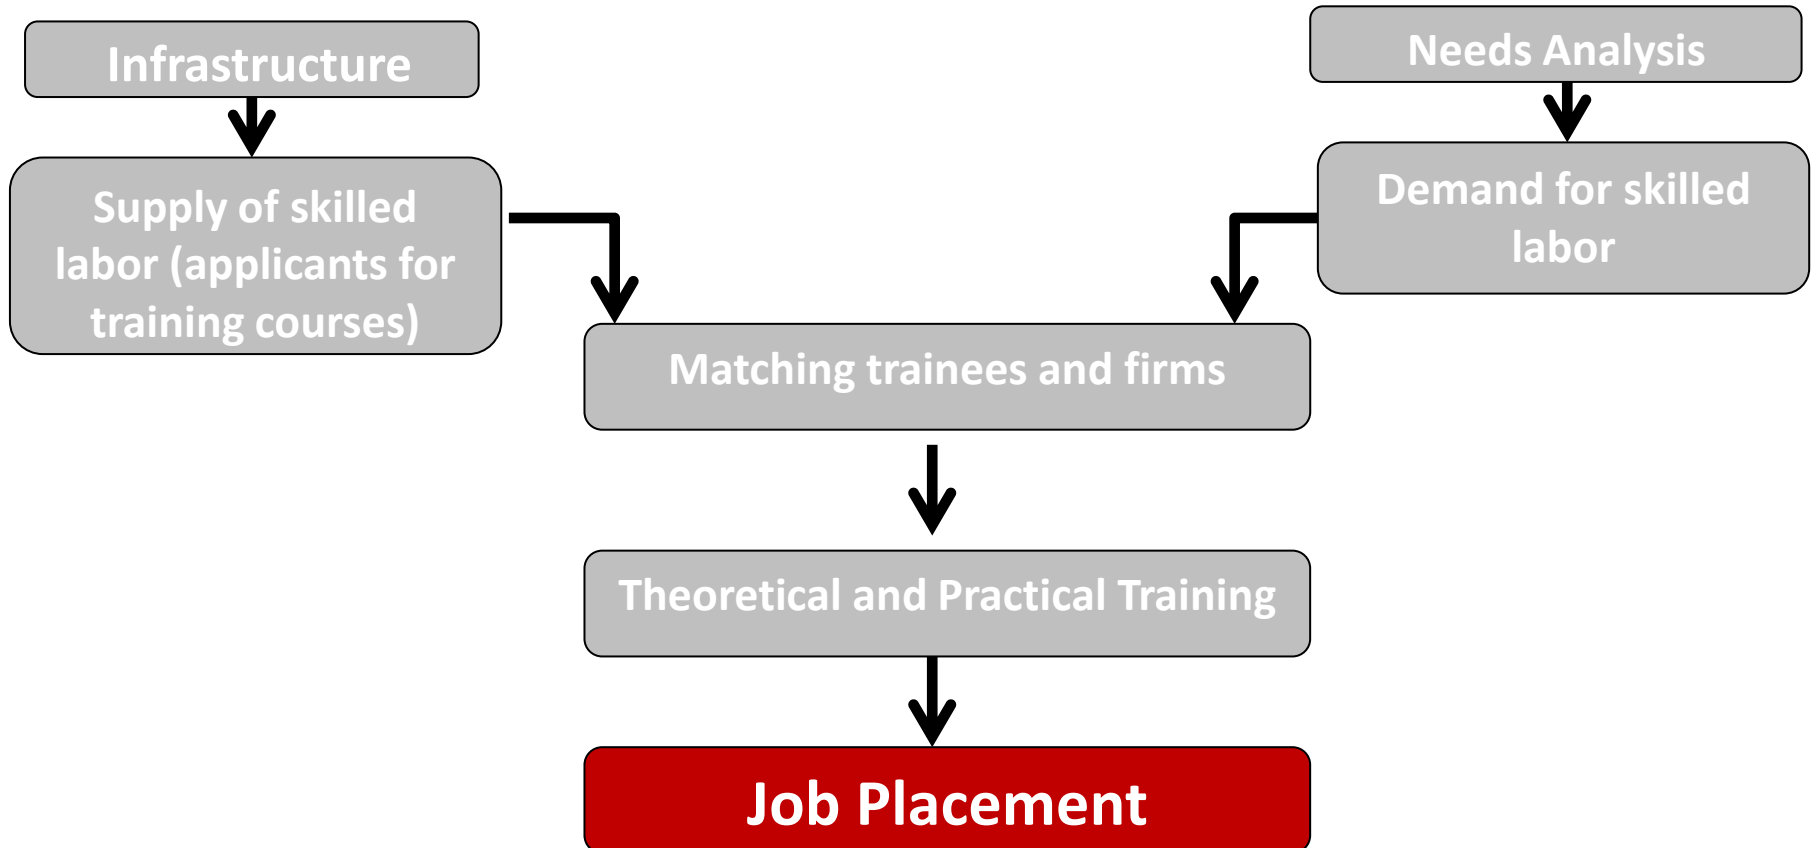 Infrastructure
Needs Analysis
Supply of skilled
labor (applicants for
training courses)
Demand for skilled
labor
Matching trainees and firms
Theoretical and Practical Training
Job Placement